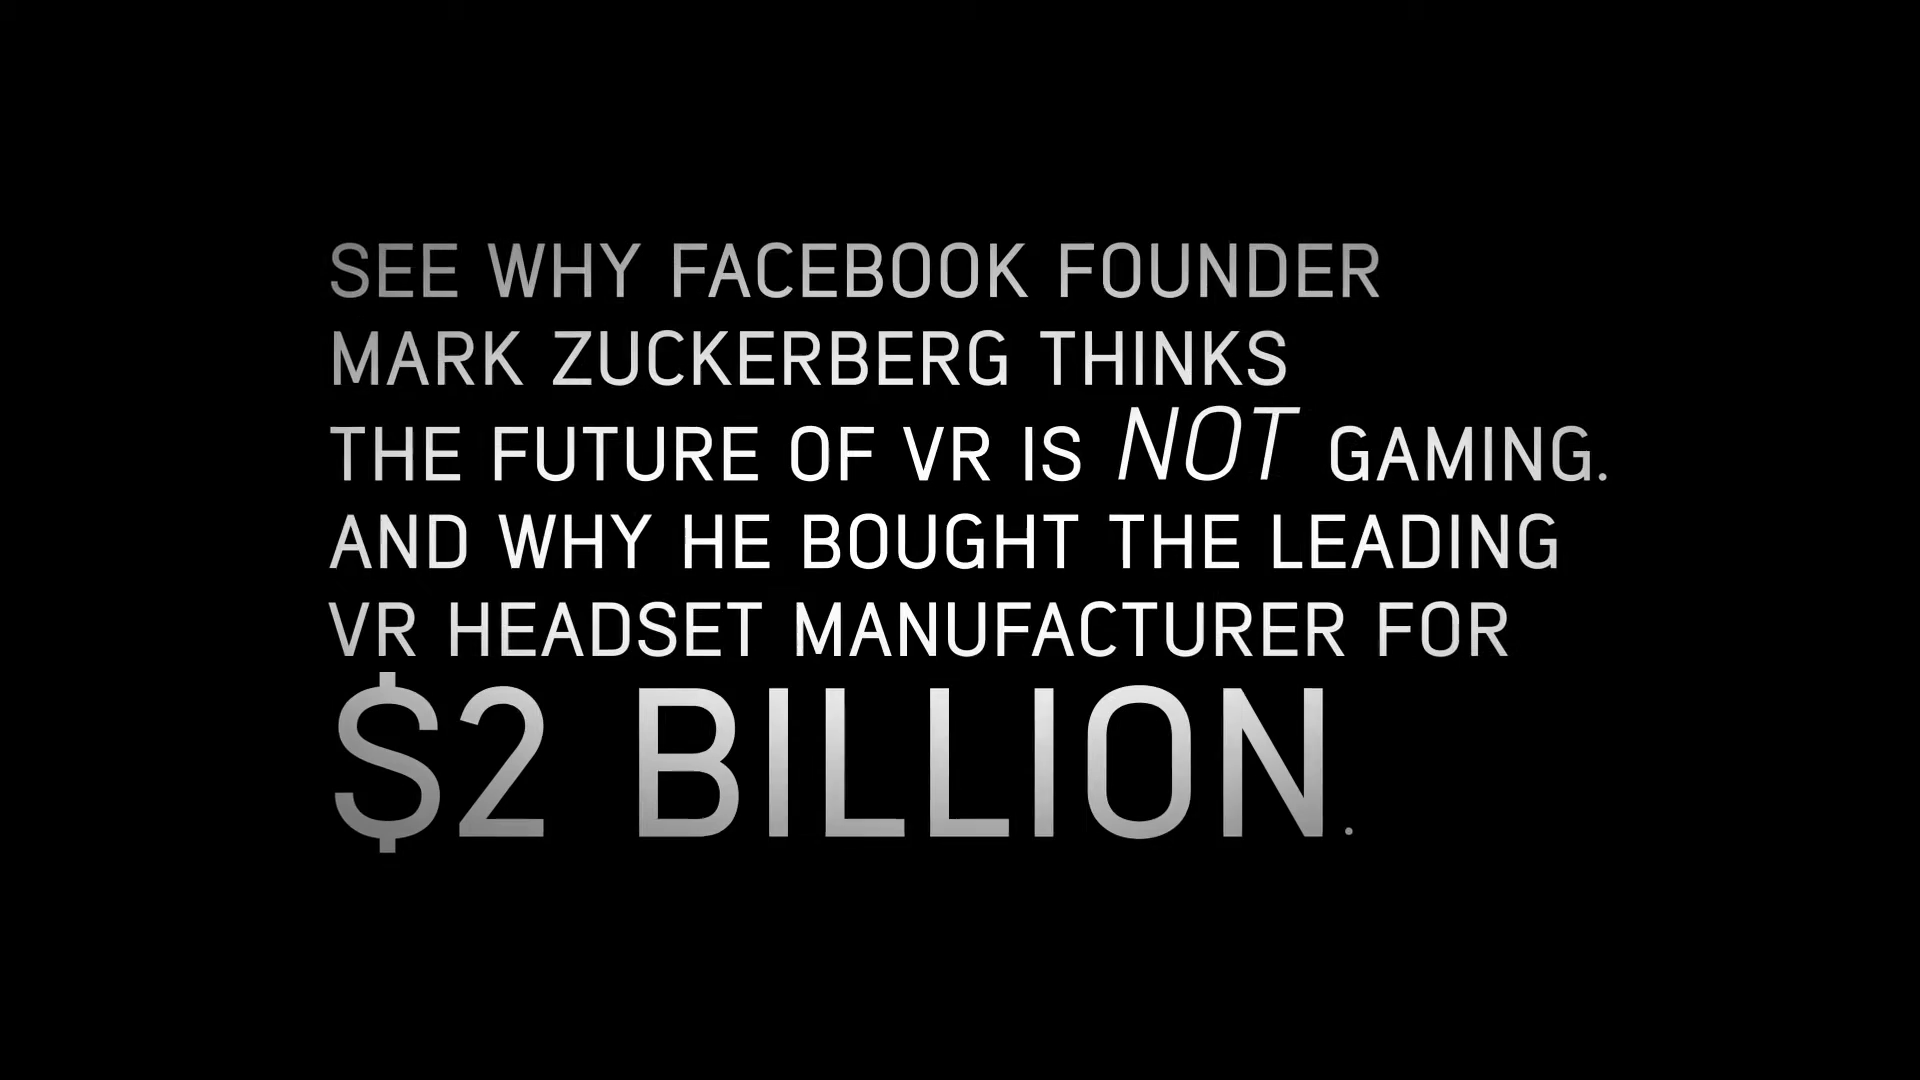 SEE WHY FACEBOOK FOUNDER
MARK ZUCKERBERG THINKS
THE FUTURE OF VR IS NOT GAMING.
AND WHY HE BOUGHT THE LEADING
VR HEADSET MANUFACTURER FOR
$2 BILLION.